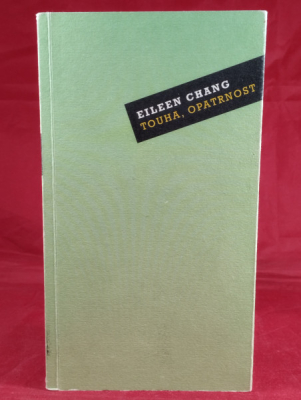 EILEEN CHANG
TOUHA, OPATRNOST